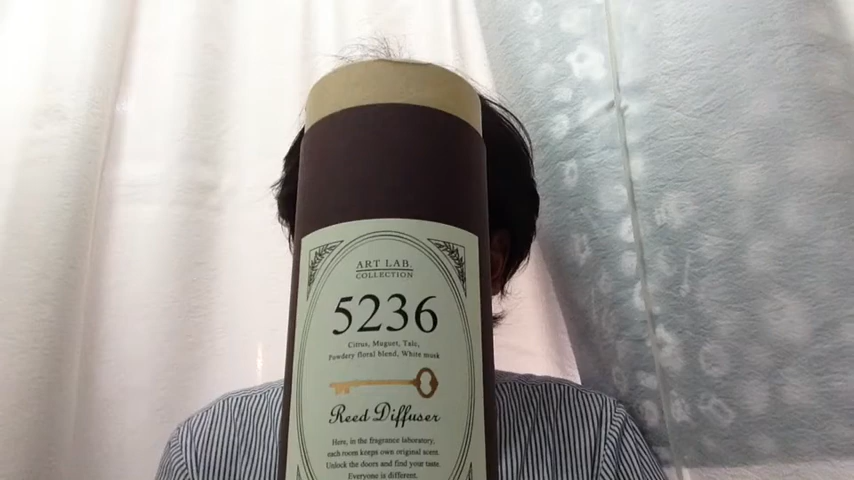 ART LAB.
COLLECTION
5236
Citrus, Muguet, Talc,
Powdery floral blend, White musk
Reed Diffuser
Here, in the fragrance laboratory,
each room keeps own original scent.
Unlock the doors and find your taste.
Everyone is different.